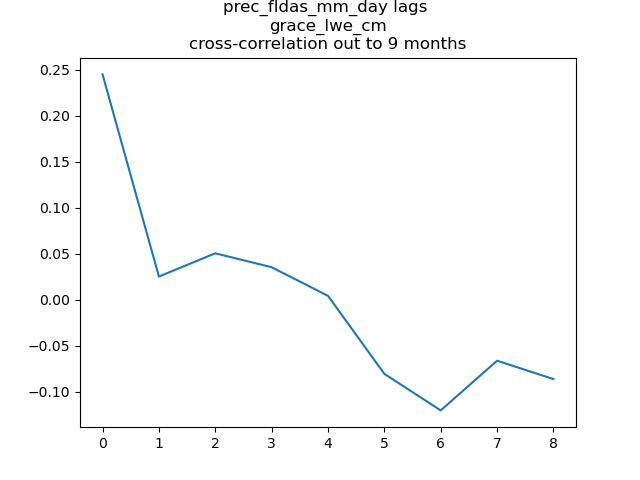 prec_fldas_mm_day lags
grace_lwe_cm
cross-correlation out to 9 months
0.25
0.20
0.15
0.10
0.05
0.00
−0.05
−0.10
0 1 2 3 4 5 6 7 8